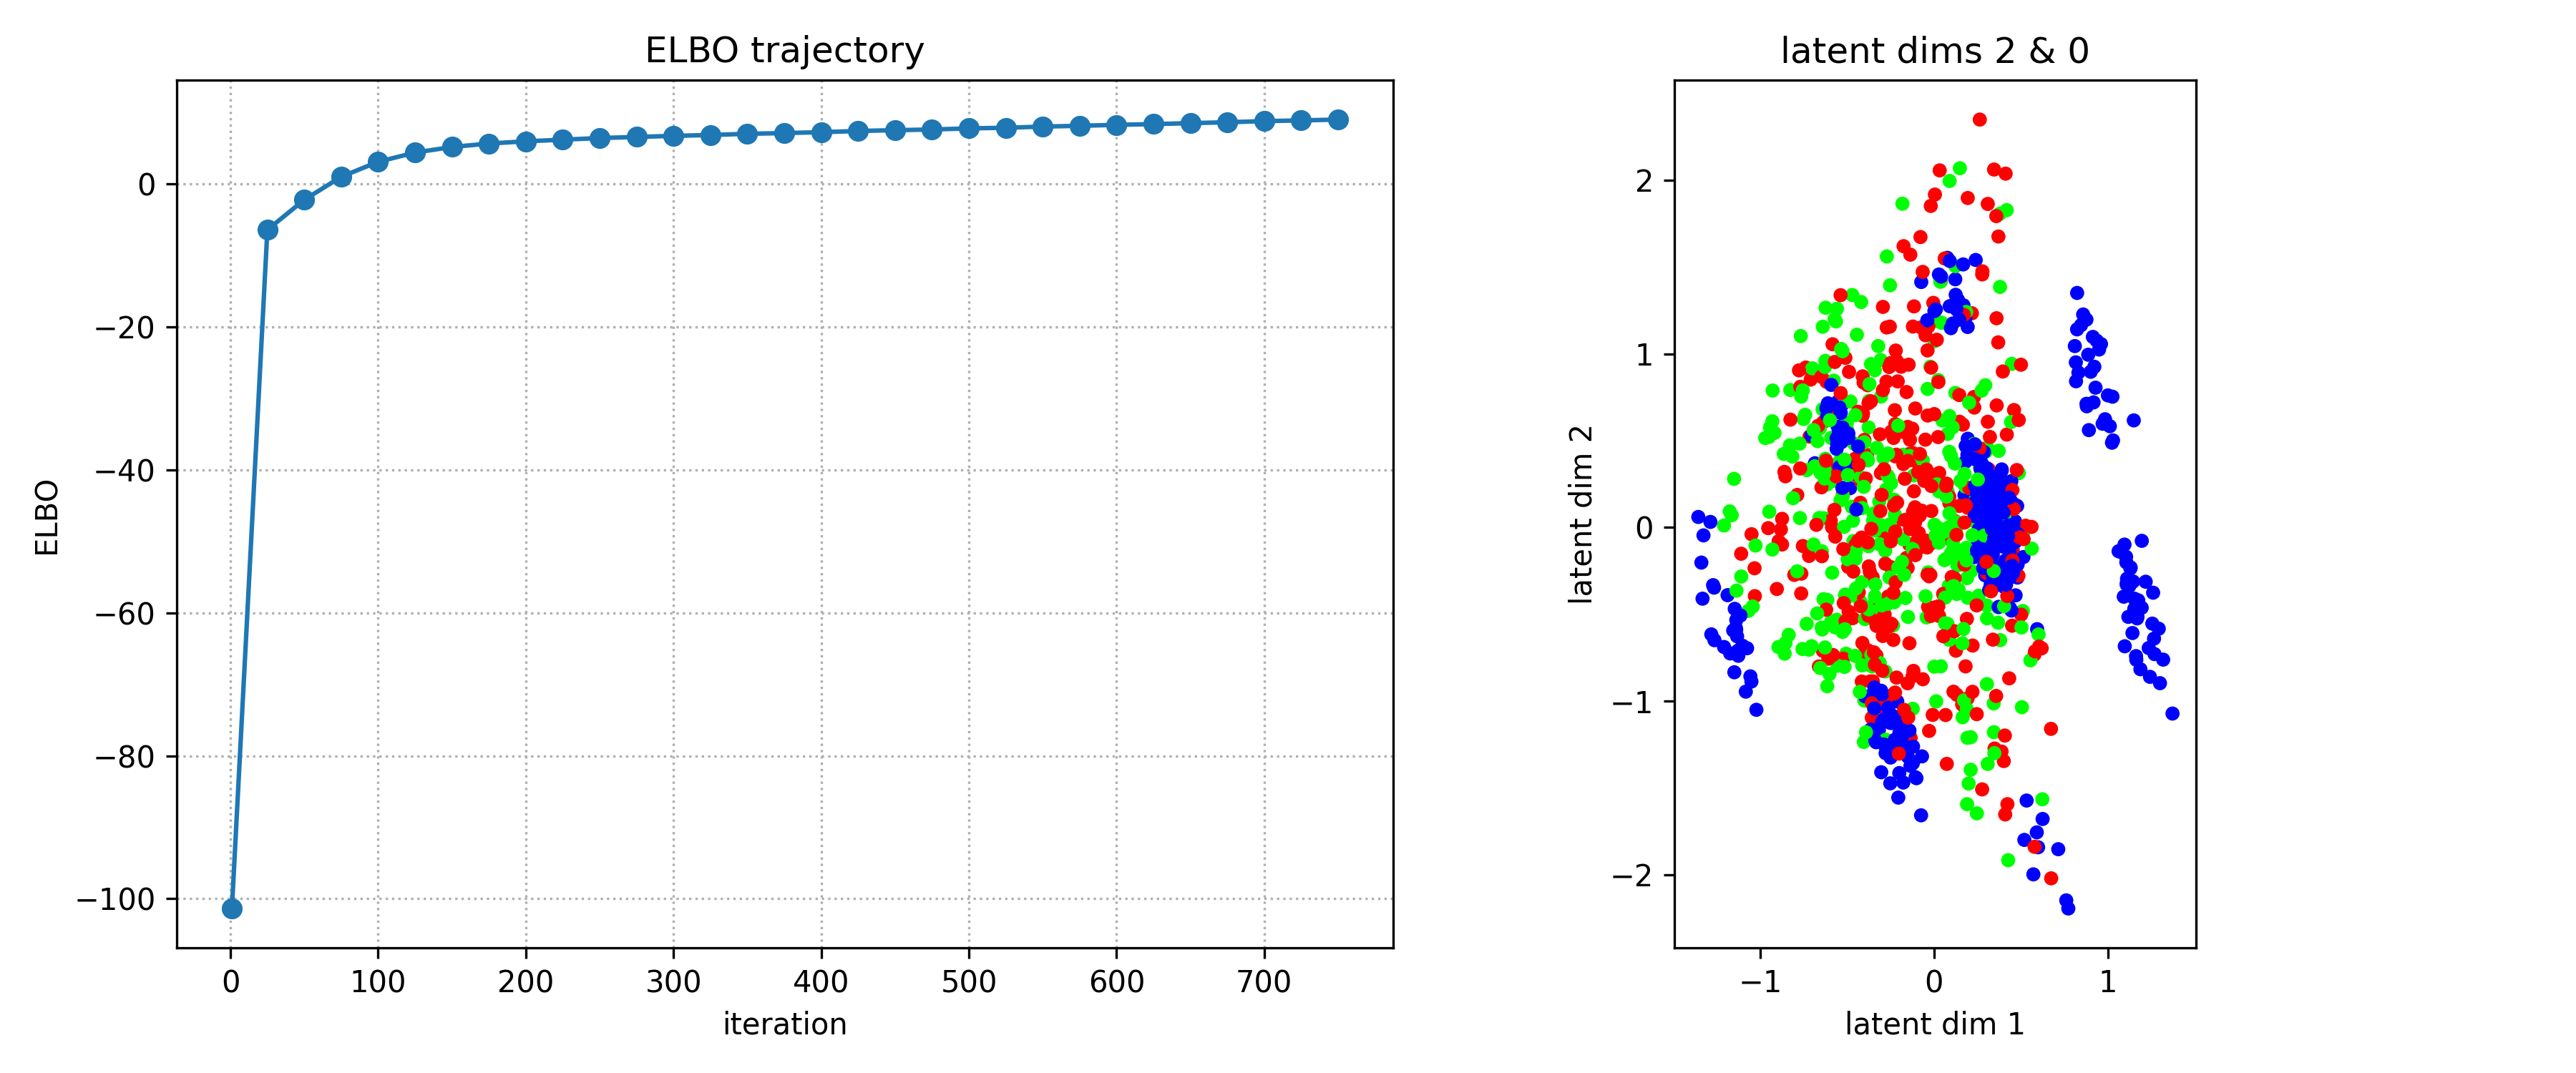 ELBO trajectory
ELBO
0
−20
−40
−60
−80
−100
0 100 200 300 400 500 600 700
iteration
latent dims 2 & 0
latent dim 2
2
1
0
−1
−2
−1 0 1
latent dim 1